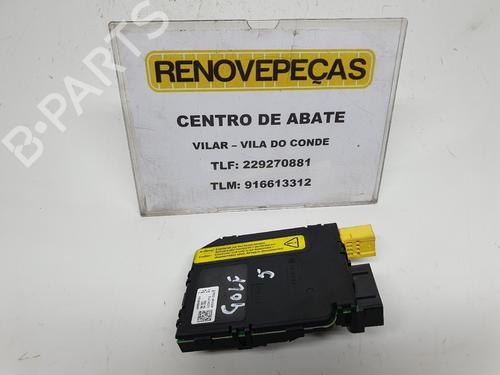 RENOVEPEÇAS
CENTRO DE ABATE
VILAR – VILA DO CONDE
TLF: 229270881
TLM: 916613312
B-PARTS
GOLF 5